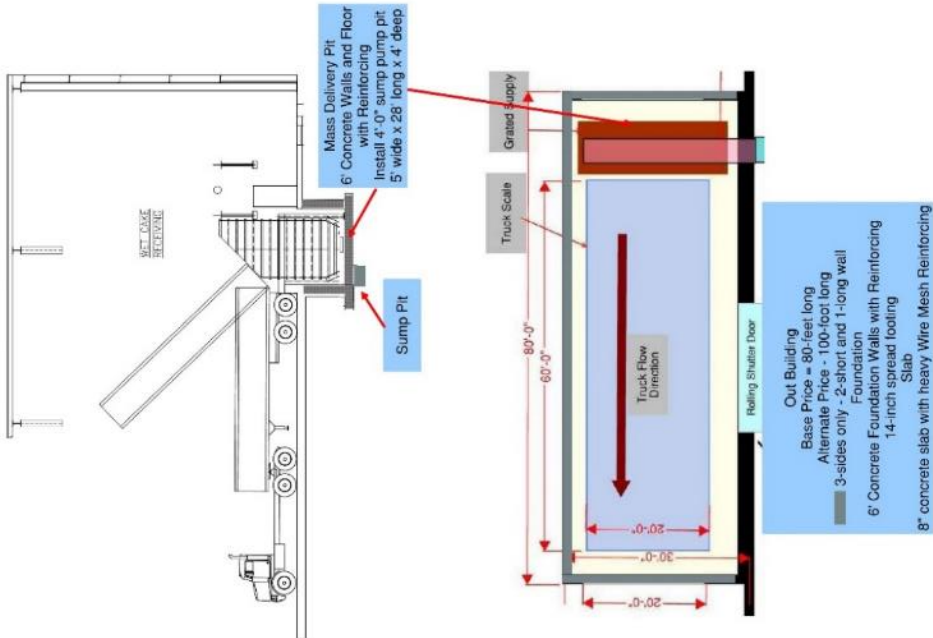 WET CAKE
RECEIVING
Mass Delivery Pit
6' Concrete Walls and Floor
with Reinforcing
Install 4'-0" sump pump pit
5' wide x 28' long x 4' deep
Sump Pit
Grated Supply
Truck Scale
80'-0"
60'-0"
Truck Flow
Direction
20'-0"
30'-0"
20'-0"
Rolling Shutter Door
Out Building
Base Price = 80-feet long
Alternate Price - 100-foot long
3-sides only - 2-short and 1-long wall
Foundation
6' Concrete Foundation Walls with Reinforcing
14-inch spread footing
Slab
8" concrete slab with heavy Wire Mesh Reinforcing